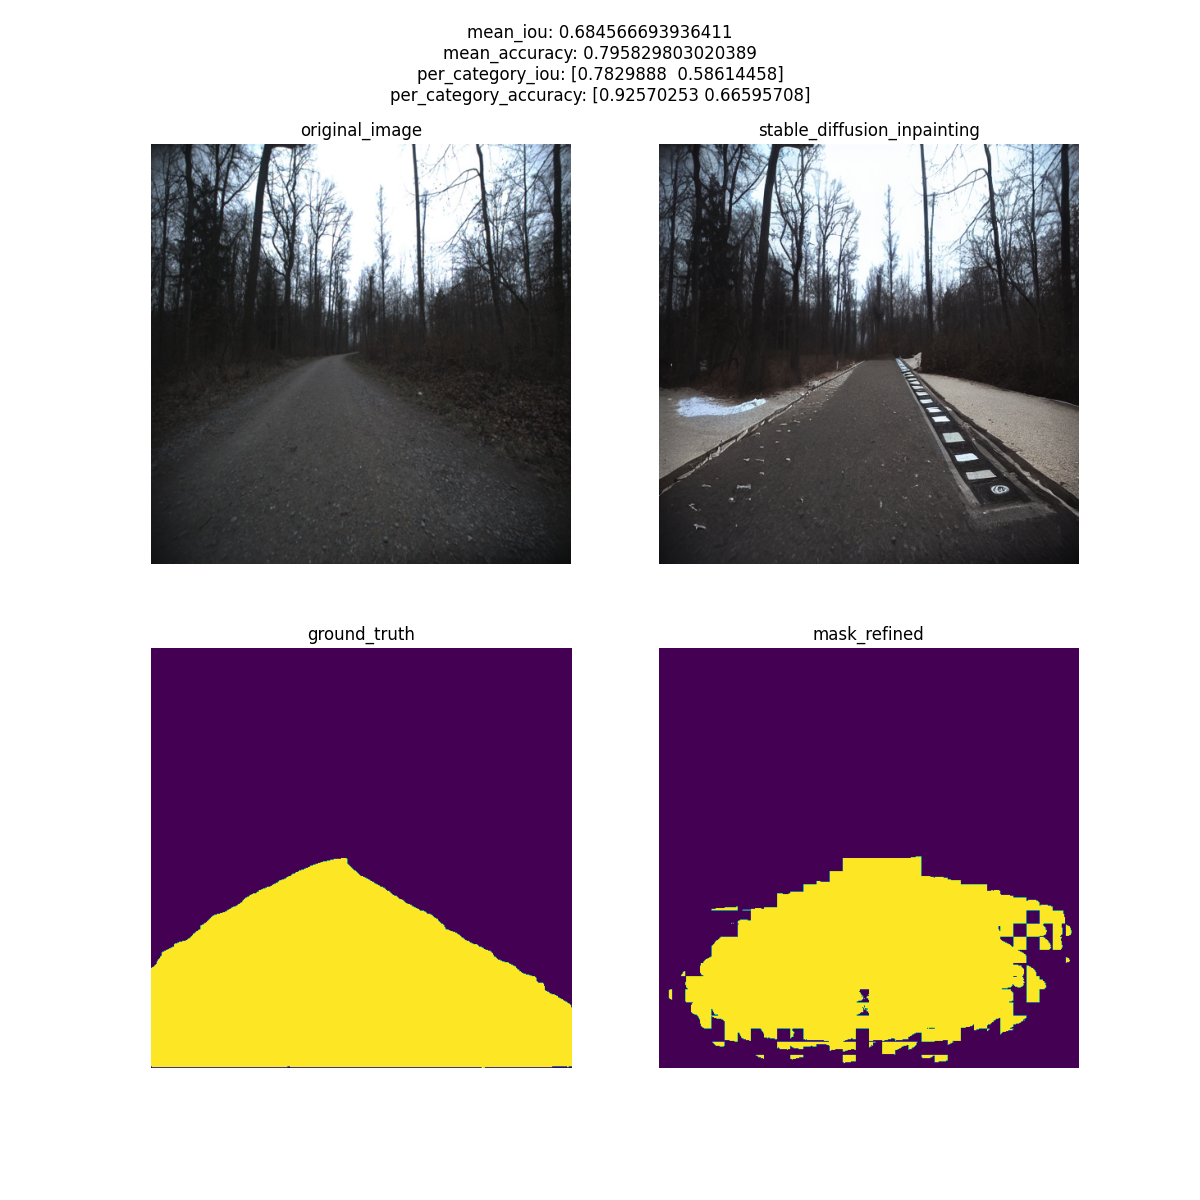 mean_iou: 0.684566693936411
mean_accuracy: 0.795829803020389
per_category_iou: [0.7829888  0.58614458]
per_category_accuracy: [0.92570253 0.66595708]
original_image
stable_diffusion_inpainting
ground_truth
mask_refined